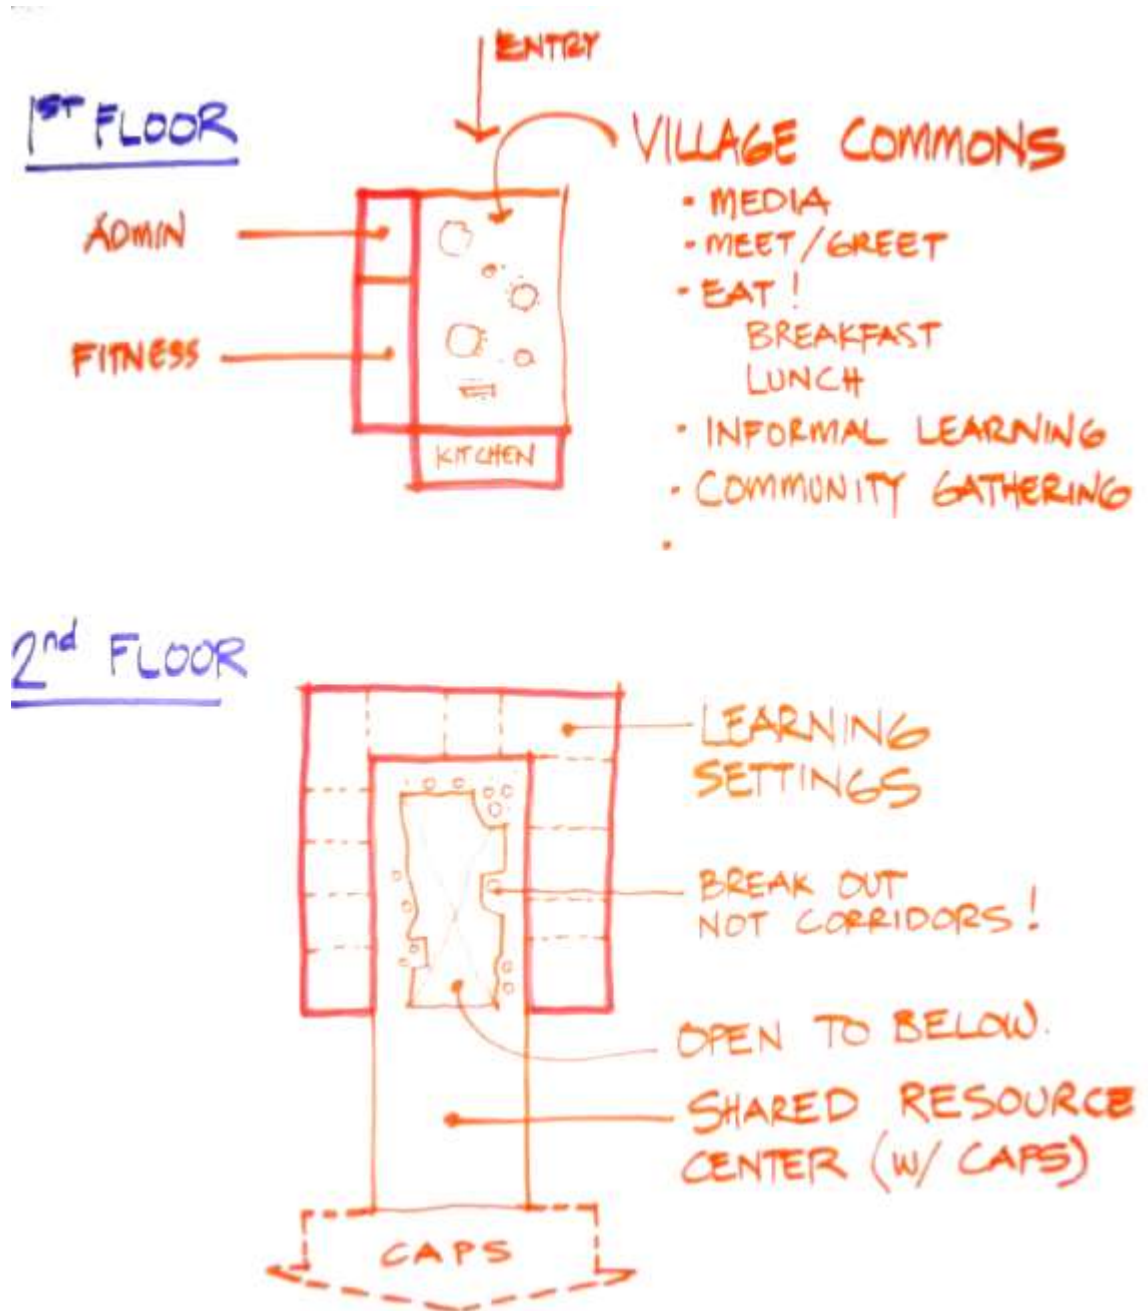 ENTRY
1ST FLOOR
VILLAGE COMMONS
• MEDIA
• MEET/GREET
• EAT!
BREAKFAST
LUNCH
• INFORMAL LEARNING
• COMMUNITY GATHERING
•
ADMIN
FITNESS
KITCHEN
2nd FLOOR
LEARNING
SETTINGS
BREAK OUT
NOT CORRIDORS!
OPEN TO BELOW.
SHARED RESOURCE
CENTER (W/ CAPS)
CAPS